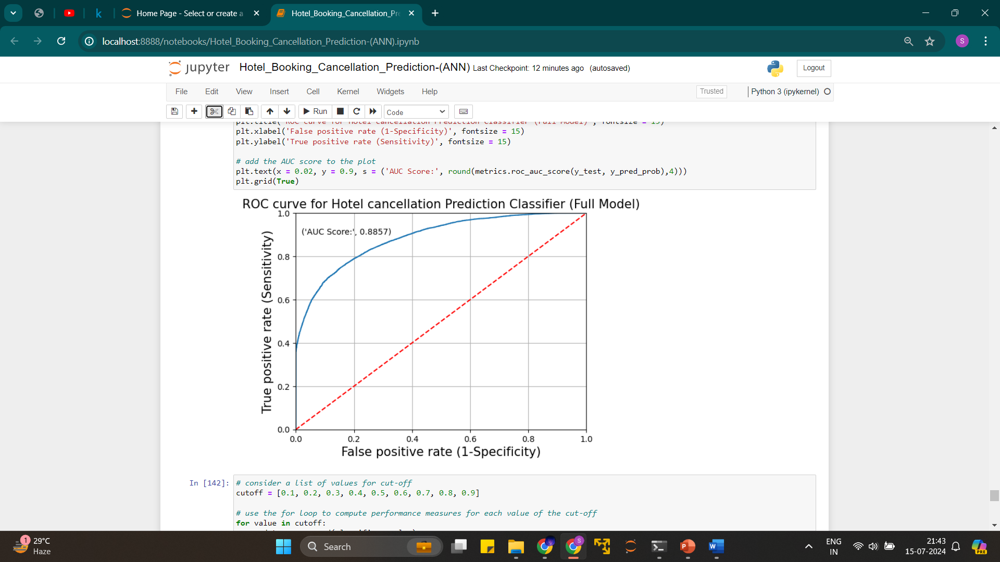 Home Page - Select or create a
Hotel_Booking_Cancellation_Pre
localhost:8888/notebooks/Hotel_Booking_Cancellation_Prediction-(ANN).ipynb
S
jupyter
Hotel_Booking_Cancellation_Prediction-(ANN) Last Checkpoint: 12 minutes ago (autosaved)
Logout
File Edit View Insert Cell Kernel Widgets Help
Trusted
Python 3 (ipykernel)
Run
Code
plt.title('ROC curve for Hotel cancellation Prediction Classifier (Full Model)', fontsize = 15)
plt.xlabel('False positive rate (1-Specificity)', fontsize = 15)
plt.ylabel('True positive rate (Sensitivity)', fontsize = 15)
# add the AUC score to the plot
plt.text(x = 0.02, y = 0.9, s = ('AUC Score:', round(metrics.roc_auc_score(y_test, y_pred_prob),4)))
plt.grid(True)
ROC curve for Hotel cancellation Prediction Classifier (Full Model)
('AUC Score:', 0.8857)
True positive rate (Sensitivity)
1.0
0.8
0.6
0.4
0.2
0.0
0.0 0.2 0.4 0.6 0.8 1.0
False positive rate (1-Specificity)
In [142]:
# consider a list of values for cut-off
cutoff = [0.1, 0.2, 0.3, 0.4, 0.5, 0.6, 0.7, 0.8, 0.9]
# use the for loop to compute performance measures for each value of the cut-off
for value in cutoff:
1
29°C
Haze
Search
S
P
W
ENG
IN
21:43
15-07-2024
PRE